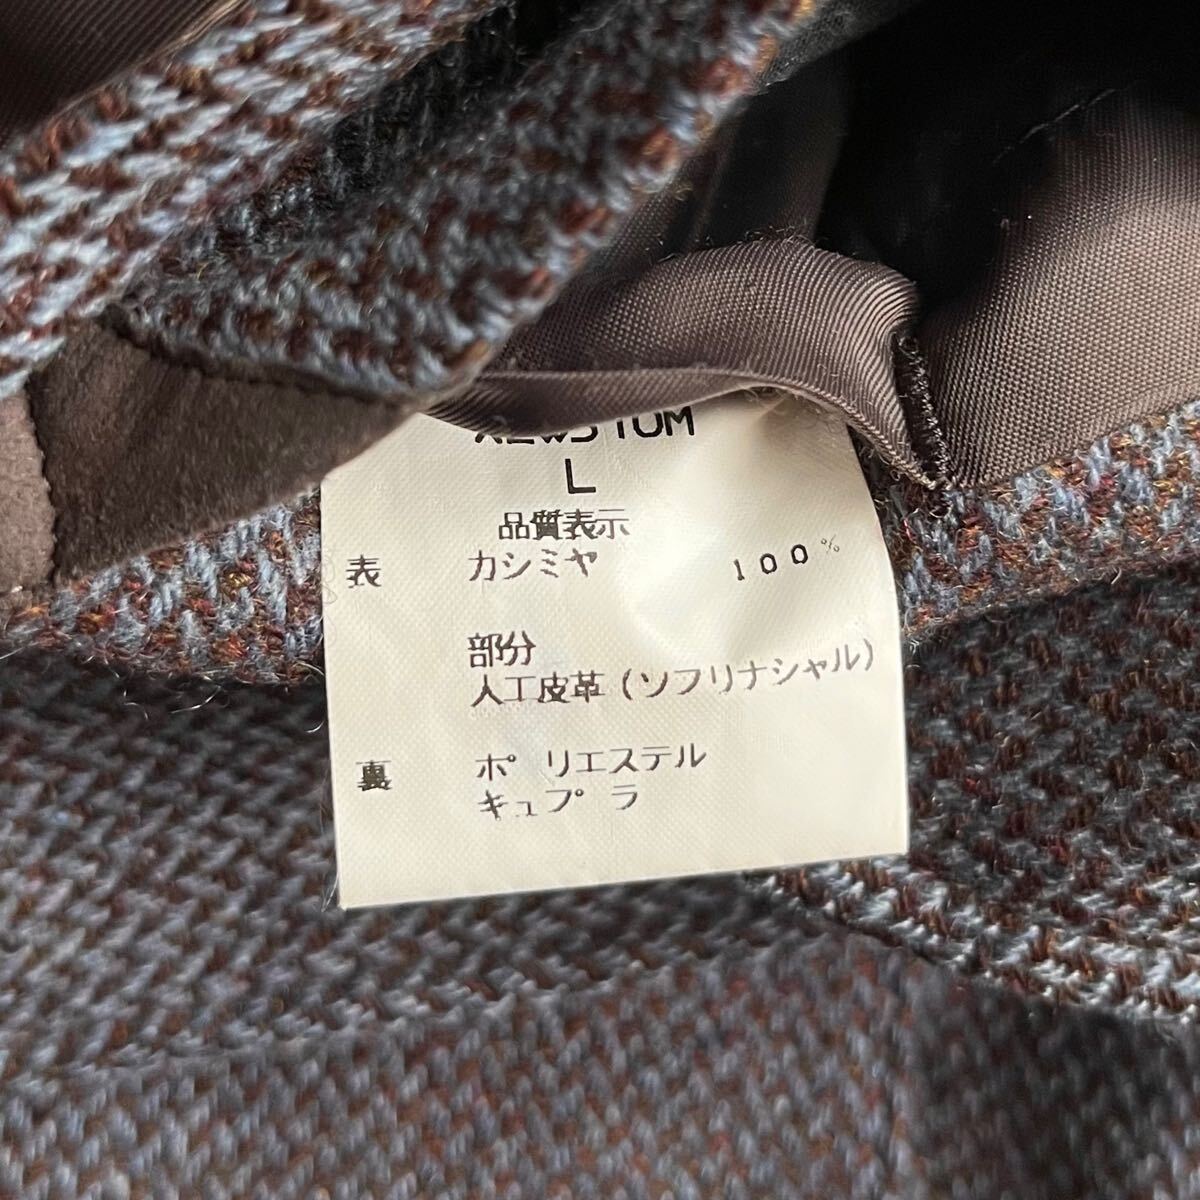 L
品質表示
表 カシミヤ 100%
部分
人工皮革(ソフリナシャル)
裏 ポリエステル
キュプラ